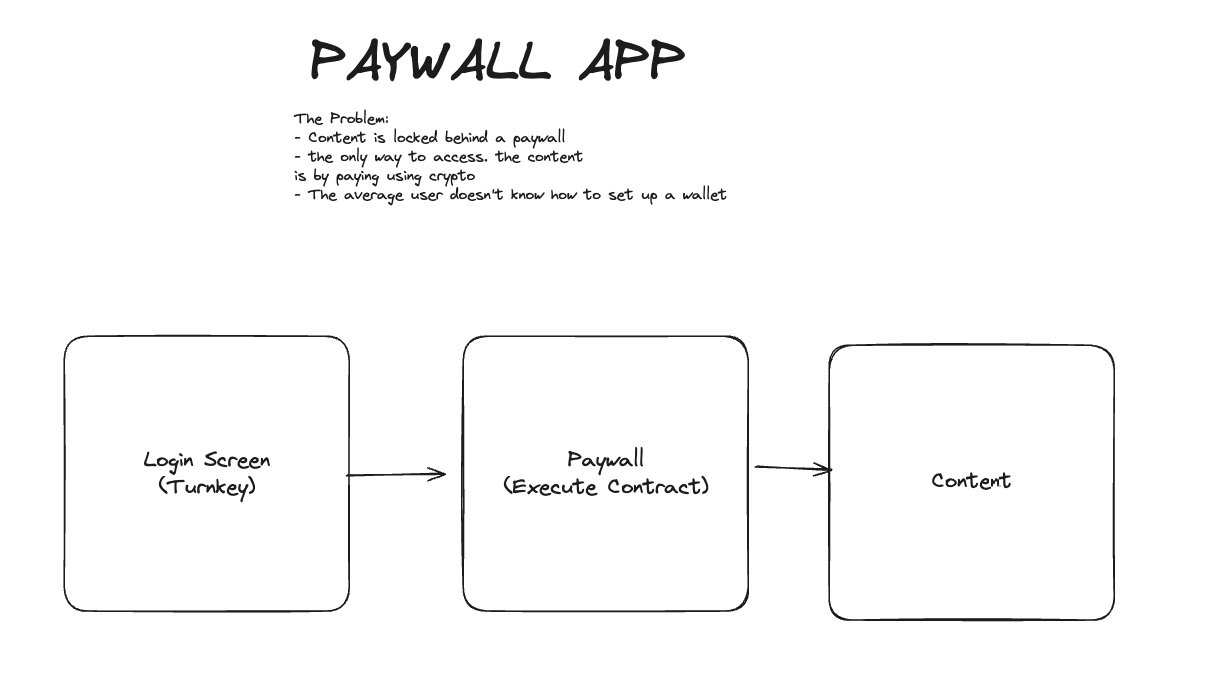 PAYWALL APP
The Problem:
- Content is locked behind a paywall
- the only way to access. the content
is by paying using crypto
- The average user doesn't know how to set up a wallet
Login Screen
(Turnkey)
Paywall
(Execute Contract)
Content